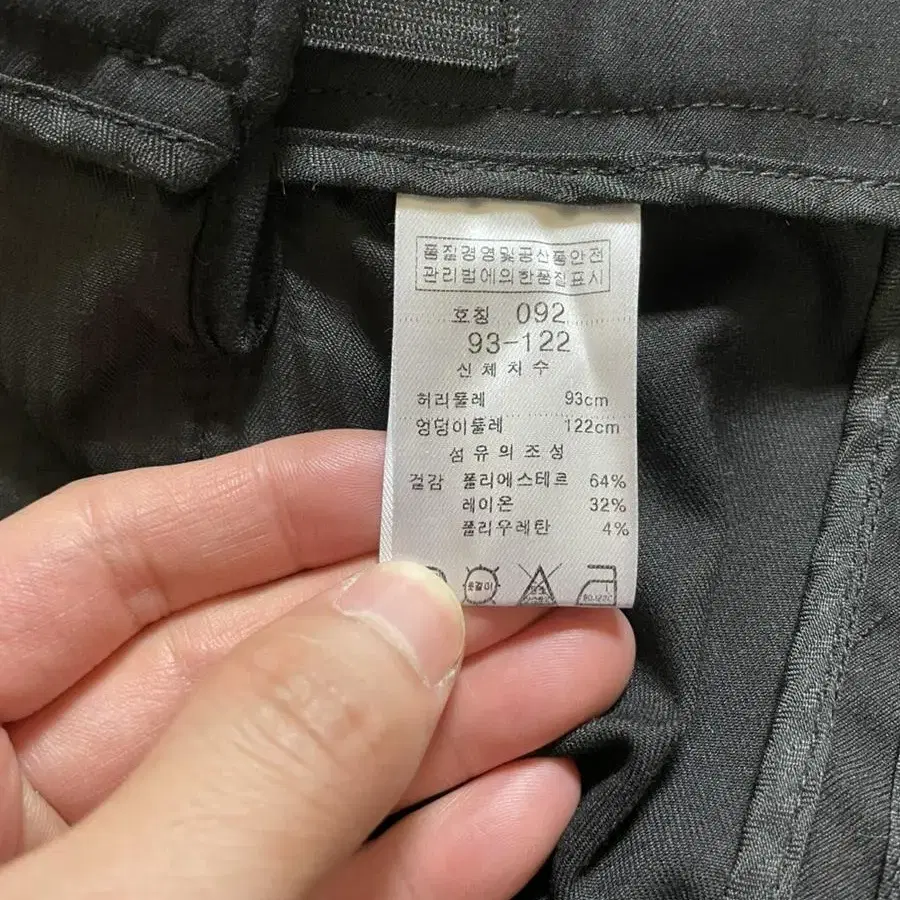 품질경영및공산품안전
관리법에의한품질표시
호칭 092
93-122
신체치수
허리둘레 93cm
엉덩이둘레 122cm
섬유의조성
겉감 폴리에스테르 64%
레이온 32%
폴리우레탄 4%
옷걸이